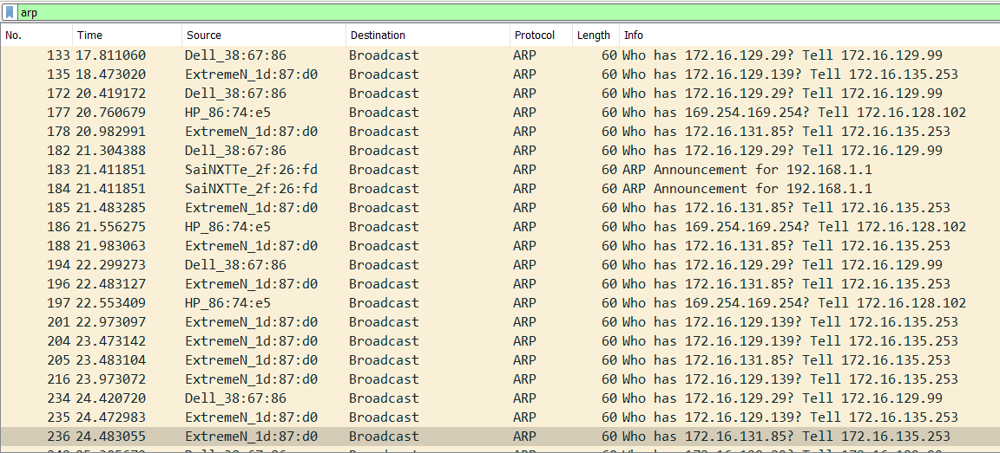 arp
No. Time Source Destination Protocol Length Info
133 17.811060 Dell_38:67:86 Broadcast ARP 60 Who has 172.16.129.29? Tell 172.16.129.99
135 18.473020 ExtremeN_1d:87:d0 Broadcast ARP 60 Who has 172.16.129.139? Tell 172.16.135.253
172 20.419172 Dell_38:67:86 Broadcast ARP 60 Who has 172.16.129.29? Tell 172.16.129.99
177 20.760679 HP_86:74:e5 Broadcast ARP 60 Who has 169.254.169.254? Tell 172.16.128.102
178 20.982991 ExtremeN_1d:87:d0 Broadcast ARP 60 Who has 172.16.131.85? Tell 172.16.135.253
182 21.304388 Dell_38:67:86 Broadcast ARP 60 Who has 172.16.129.29? Tell 172.16.129.99
183 21.411851 SaiNXTTe_2f:26:fd Broadcast ARP 60 ARP Announcement for 192.168.1.1
184 21.411851 SaiNXTTe_2f:26:fd Broadcast ARP 60 ARP Announcement for 192.168.1.1
185 21.483285 ExtremeN_1d:87:d0 Broadcast ARP 60 Who has 172.16.131.85? Tell 172.16.135.253
186 21.556275 HP_86:74:e5 Broadcast ARP 60 Who has 169.254.169.254? Tell 172.16.128.102
188 21.983063 ExtremeN_1d:87:d0 Broadcast ARP 60 Who has 172.16.131.85? Tell 172.16.135.253
194 22.299273 Dell_38:67:86 Broadcast ARP 60 Who has 172.16.129.29? Tell 172.16.129.99
196 22.483127 ExtremeN_1d:87:d0 Broadcast ARP 60 Who has 172.16.131.85? Tell 172.16.135.253
197 22.553409 HP_86:74:e5 Broadcast ARP 60 Who has 169.254.169.254? Tell 172.16.128.102
201 22.973097 ExtremeN_1d:87:d0 Broadcast ARP 60 Who has 172.16.129.139? Tell 172.16.135.253
204 23.473142 ExtremeN_1d:87:d0 Broadcast ARP 60 Who has 172.16.129.139? Tell 172.16.135.253
205 23.483104 ExtremeN_1d:87:d0 Broadcast ARP 60 Who has 172.16.131.85? Tell 172.16.135.253
216 23.973072 ExtremeN_1d:87:d0 Broadcast ARP 60 Who has 172.16.129.139? Tell 172.16.135.253
234 24.420720 Dell_38:67:86 Broadcast ARP 60 Who has 172.16.129.29? Tell 172.16.129.99
235 24.472983 ExtremeN_1d:87:d0 Broadcast ARP 60 Who has 172.16.129.139? Tell 172.16.135.253
236 24.483055 ExtremeN_1d:87:d0 Broadcast ARP 60 Who has 172.16.131.85? Tell 172.16.135.253